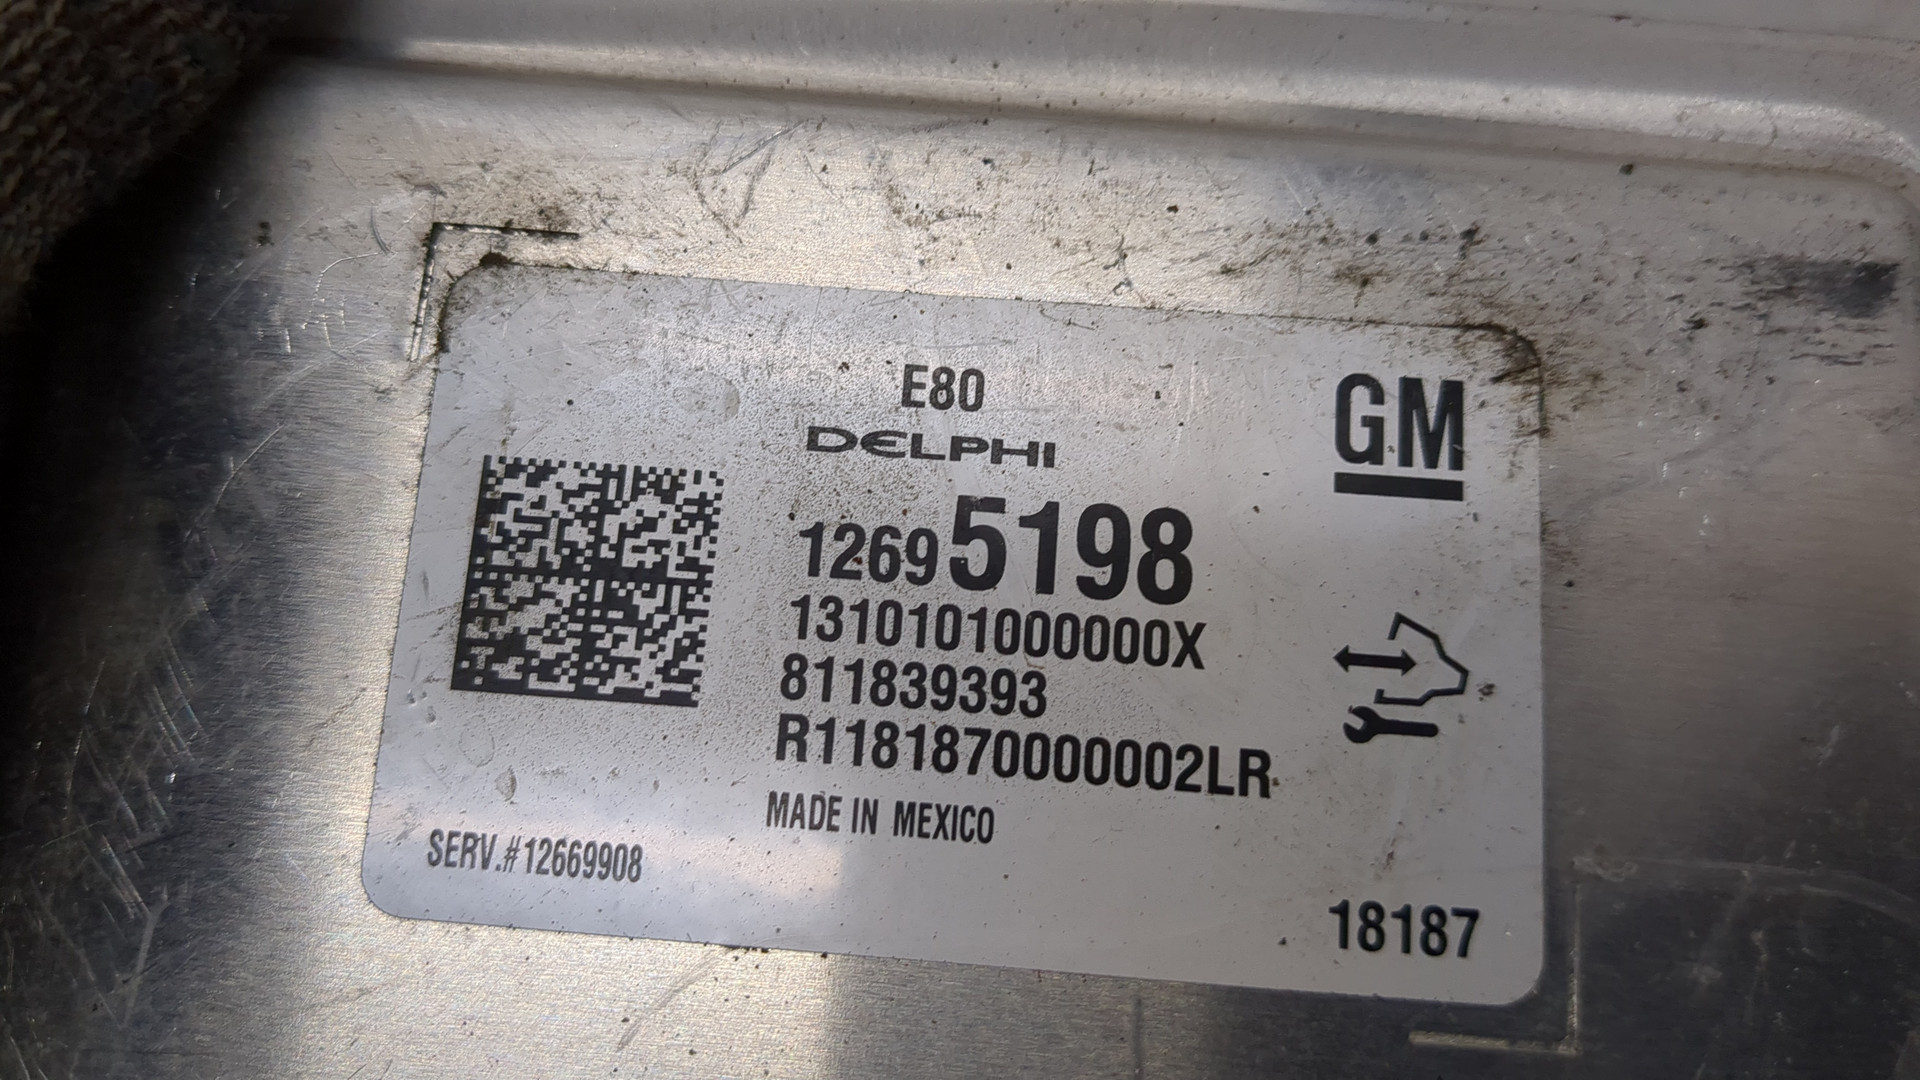 E80
DELPHI
GM
12695198
1310101000000X
811839393
R1181870000002LR
MADE IN MEXICO
SERV.#12669908
18187